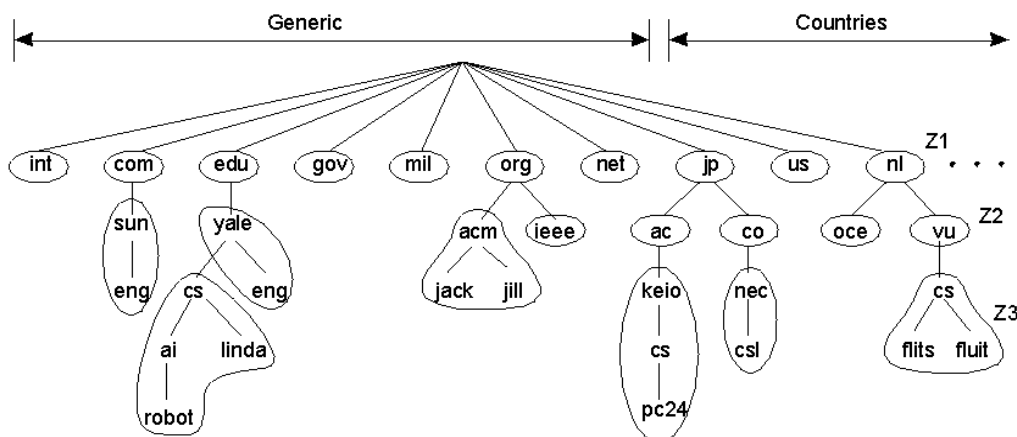 Generic Countries
Z1
int com edu gov mil org net jp us nl . . .
Z2
sun yale acm ieee ac co oce vu
eng cs eng jack jill keio nec cs
Z3
ai linda cs csl flits fluit
robot pc24